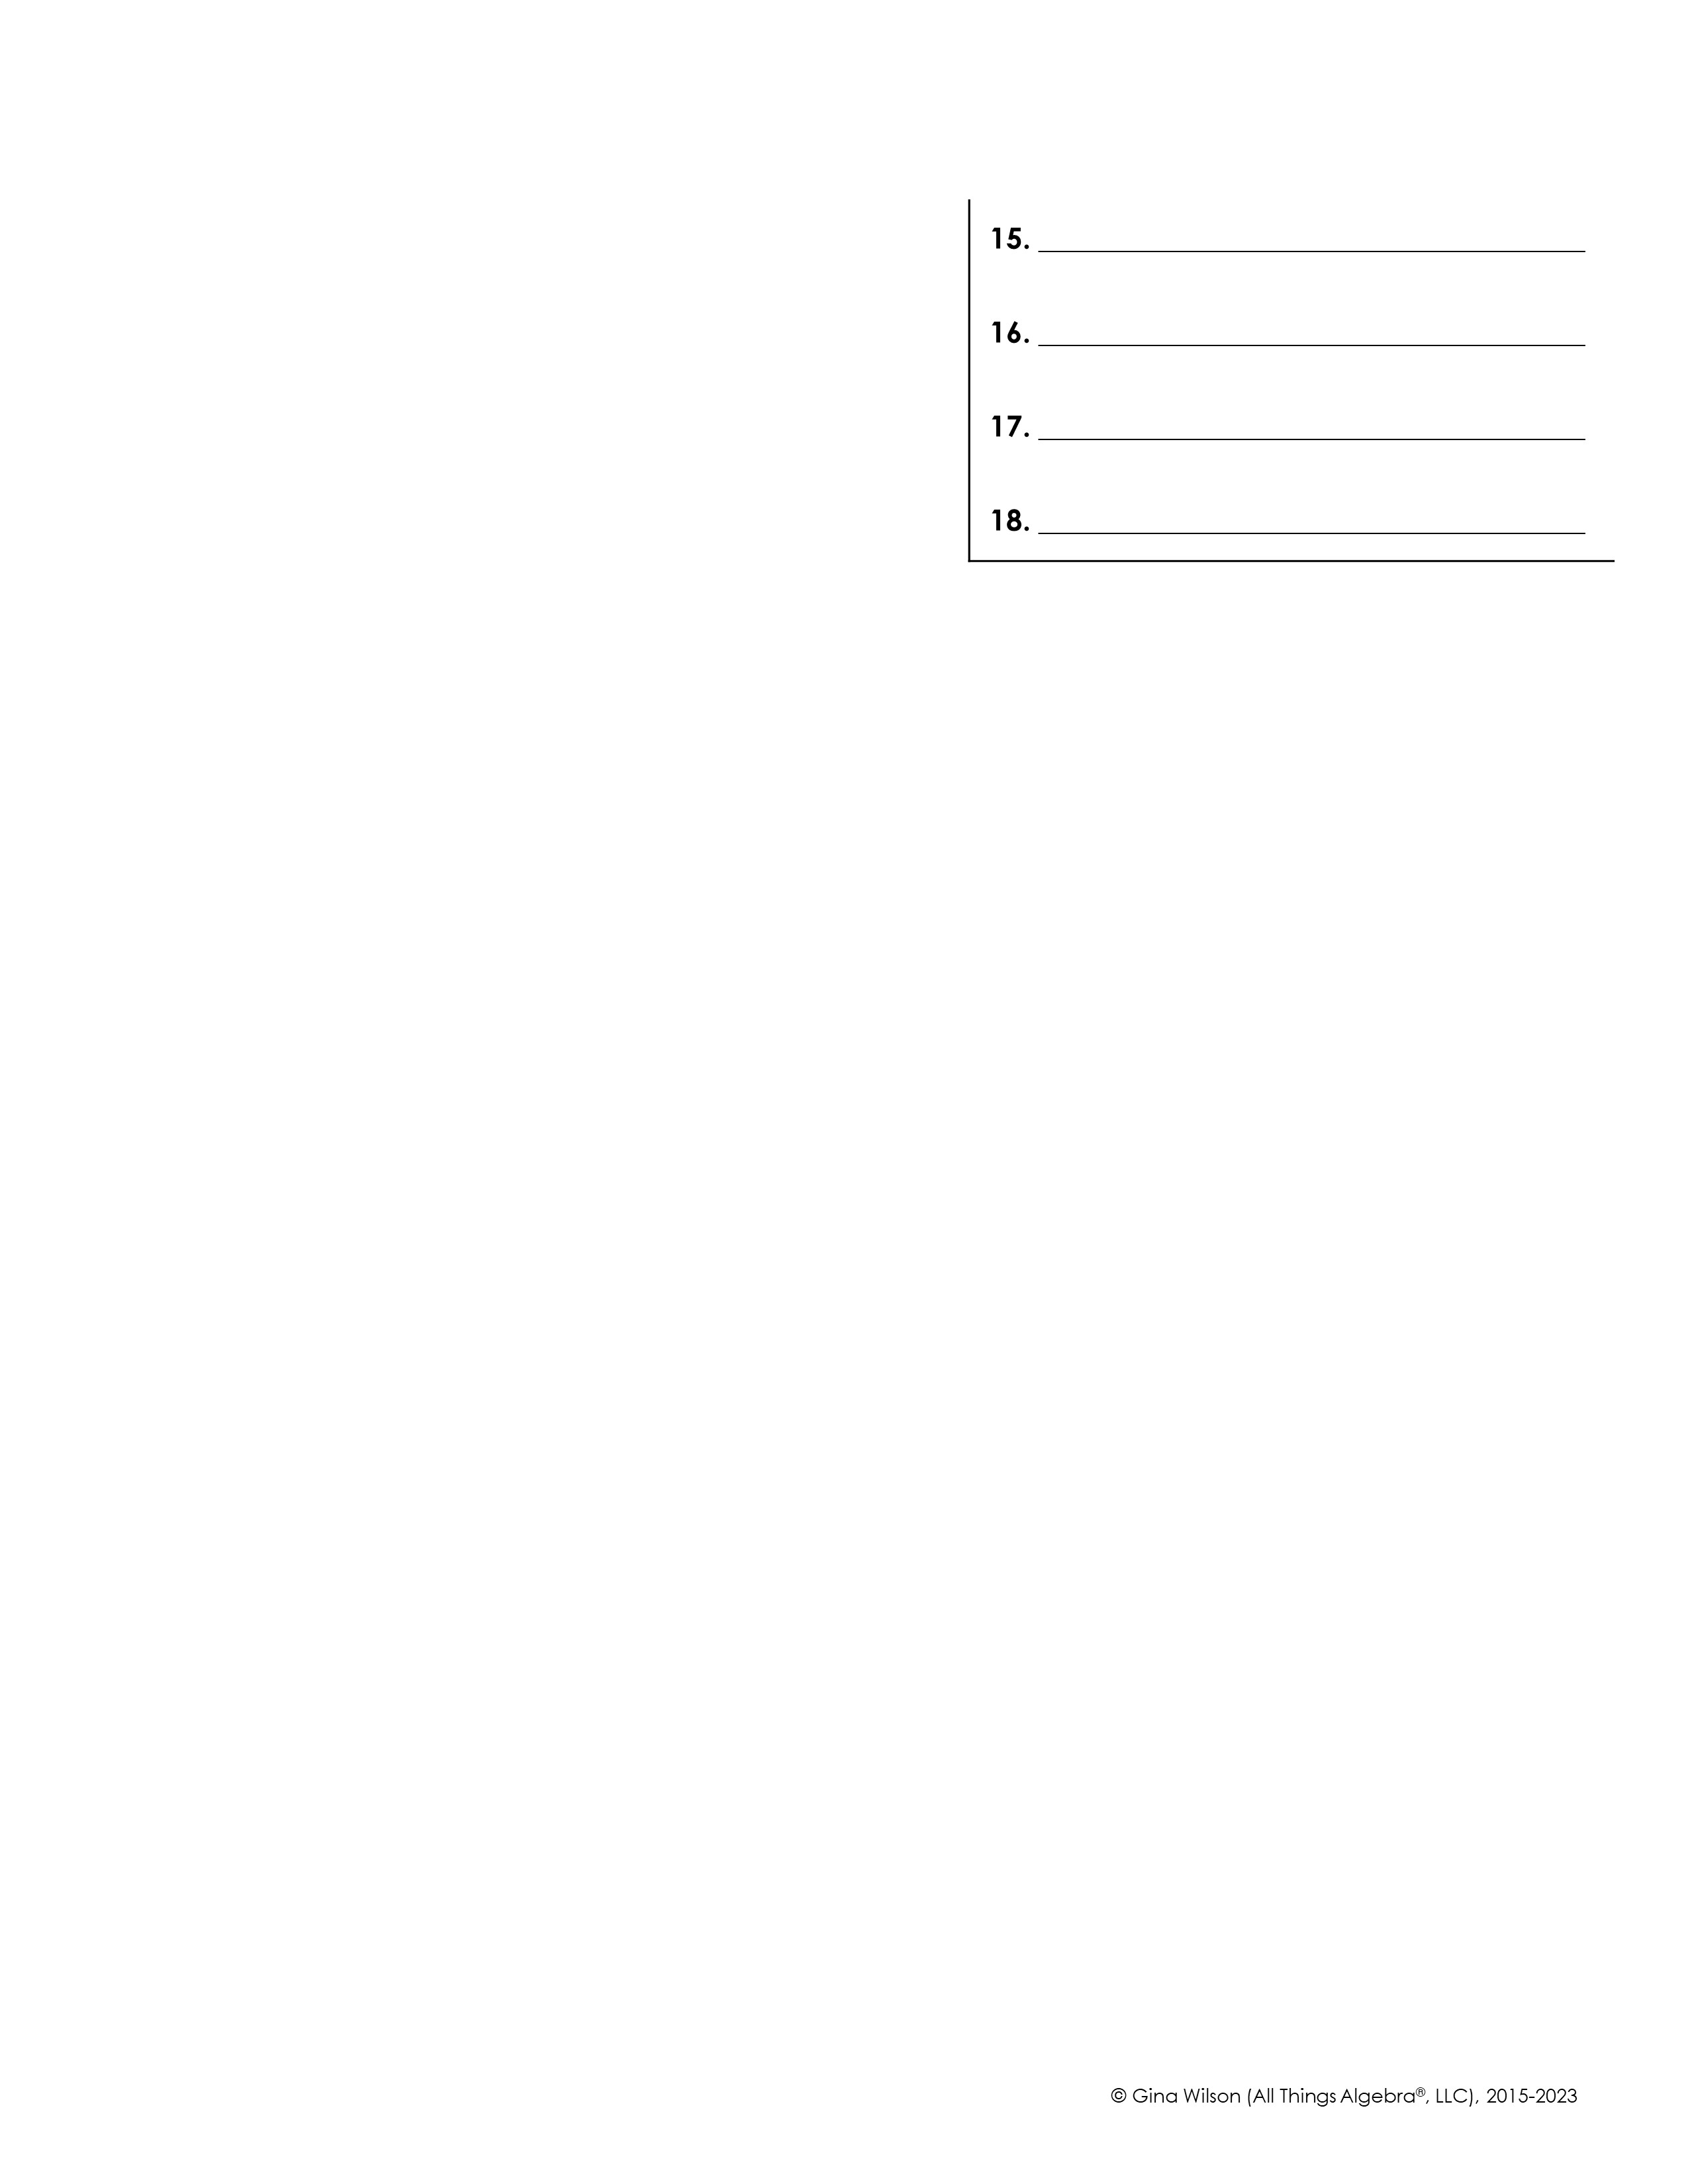 15.
16.
17.
18.
© Gina Wilson (All Things Algebra®, LLC), 2015-2023